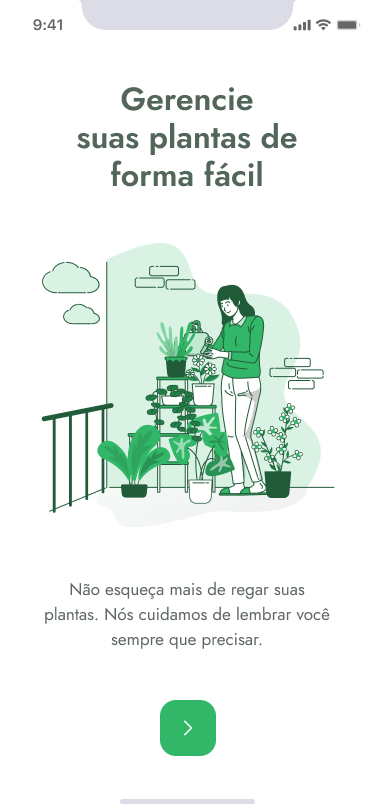 9:41
Gerencie
suas plantas de
forma fácil
Não esqueça mais de regar suas
plantas. Nós cuidamos de lembrar você
sempre que precisar.